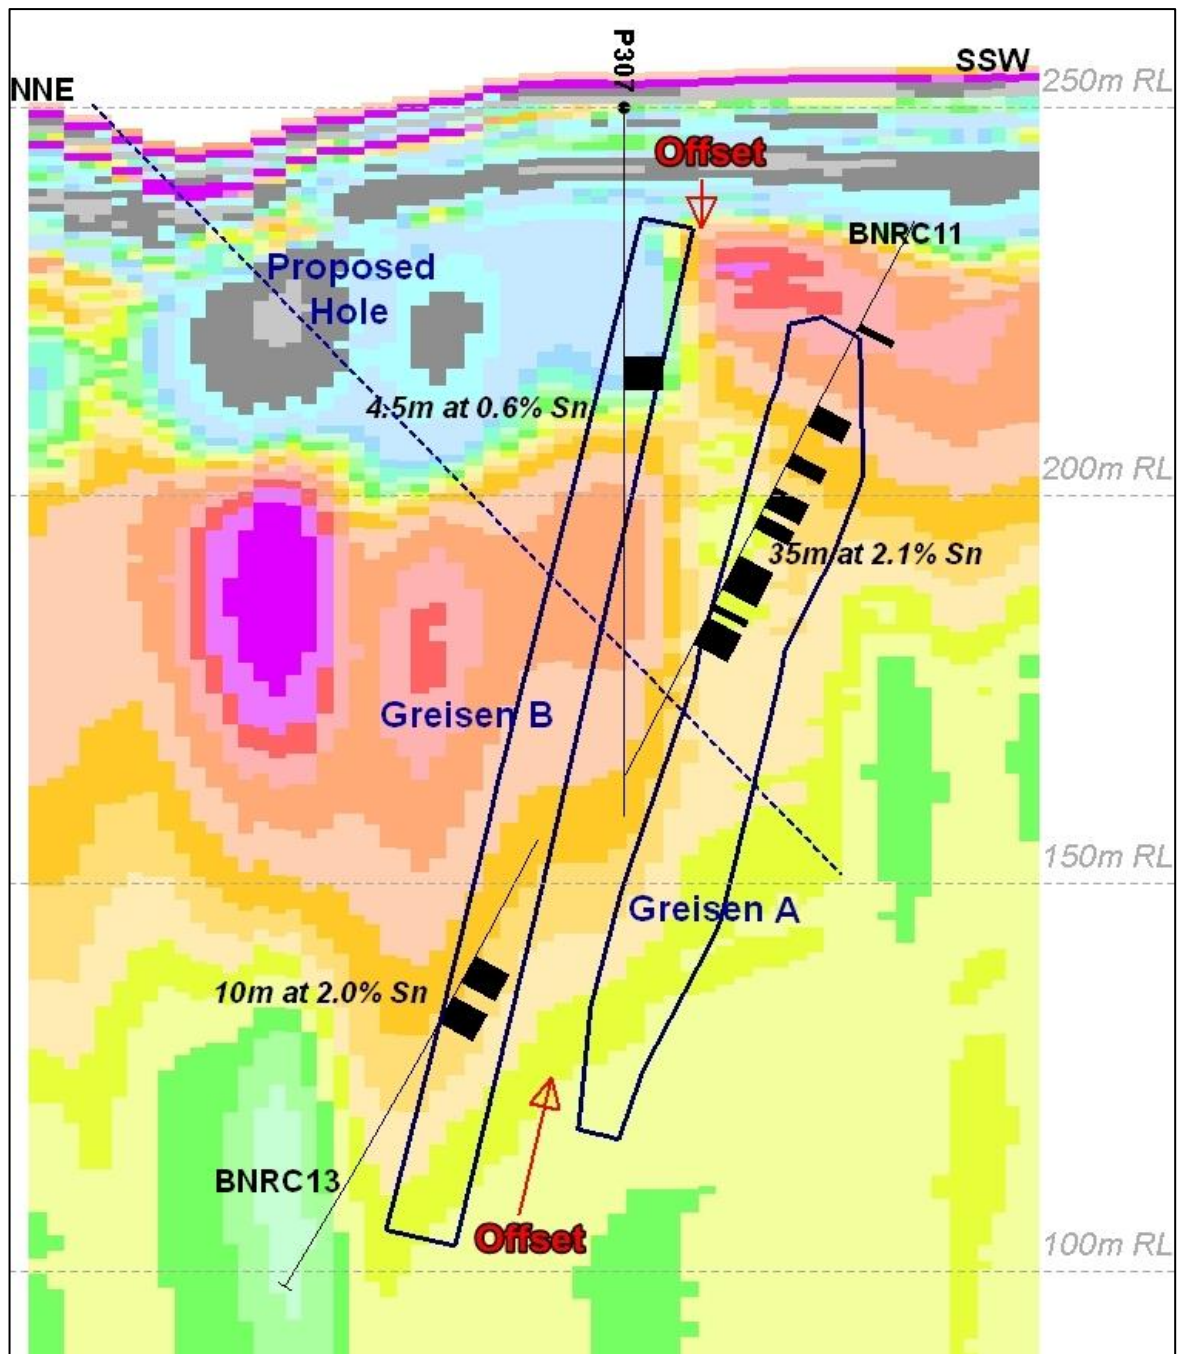 P307
SSW
NNE
250m RL
Offset
BNRC11
Proposed
Hole
4.5m at 0.6% Sn
200m RL
35m at 2.1% Sn
Greisen B
150m RL
Greisen A
10m at 2.0% Sn
BNRC13
Offset
100m RL